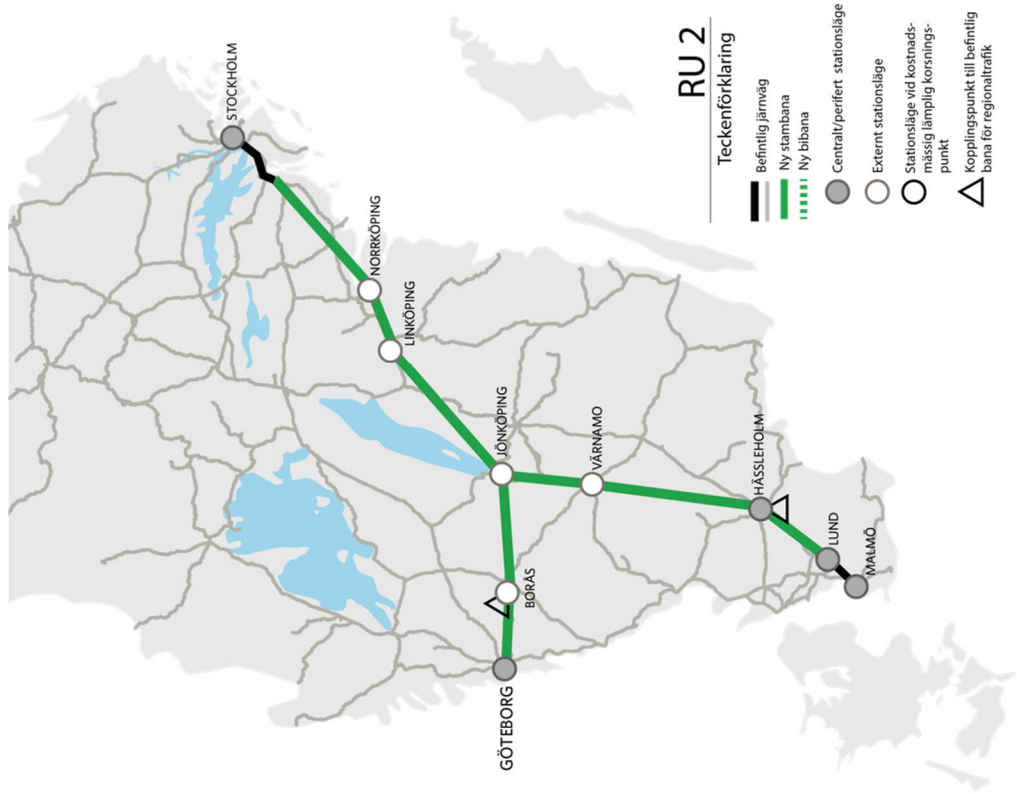 RU 2
Teckenförklaring
Befintlig järnväg
Ny stambana
Ny bibana
Centralt/perifert stationsläge
Externt stationsläge
Stationsläge vid kostnads-
mässig lämplig korsnings-
punkt
Kopplingspunkt till befintlig
bana för regionaltrafik
STOCKHOLM
NORRKÖPING
LINKÖPING
JÖNKÖPING
VÄRNAMO
BORÅS
GÖTEBORG
HÄSSLEHOLM
LUND
MALMÖ